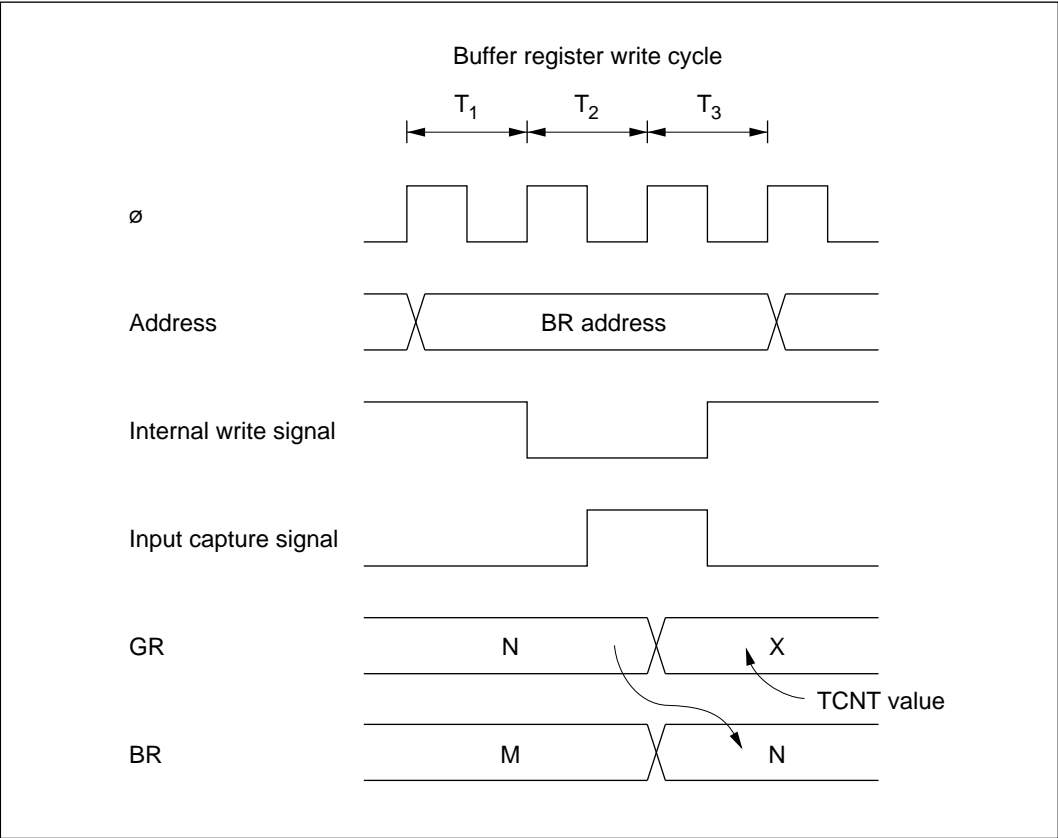 Buffer register write cycle
T1 T2 T3
ø
Address BR address
Internal write signal
Input capture signal
GR N X
TCNT value
BR M N